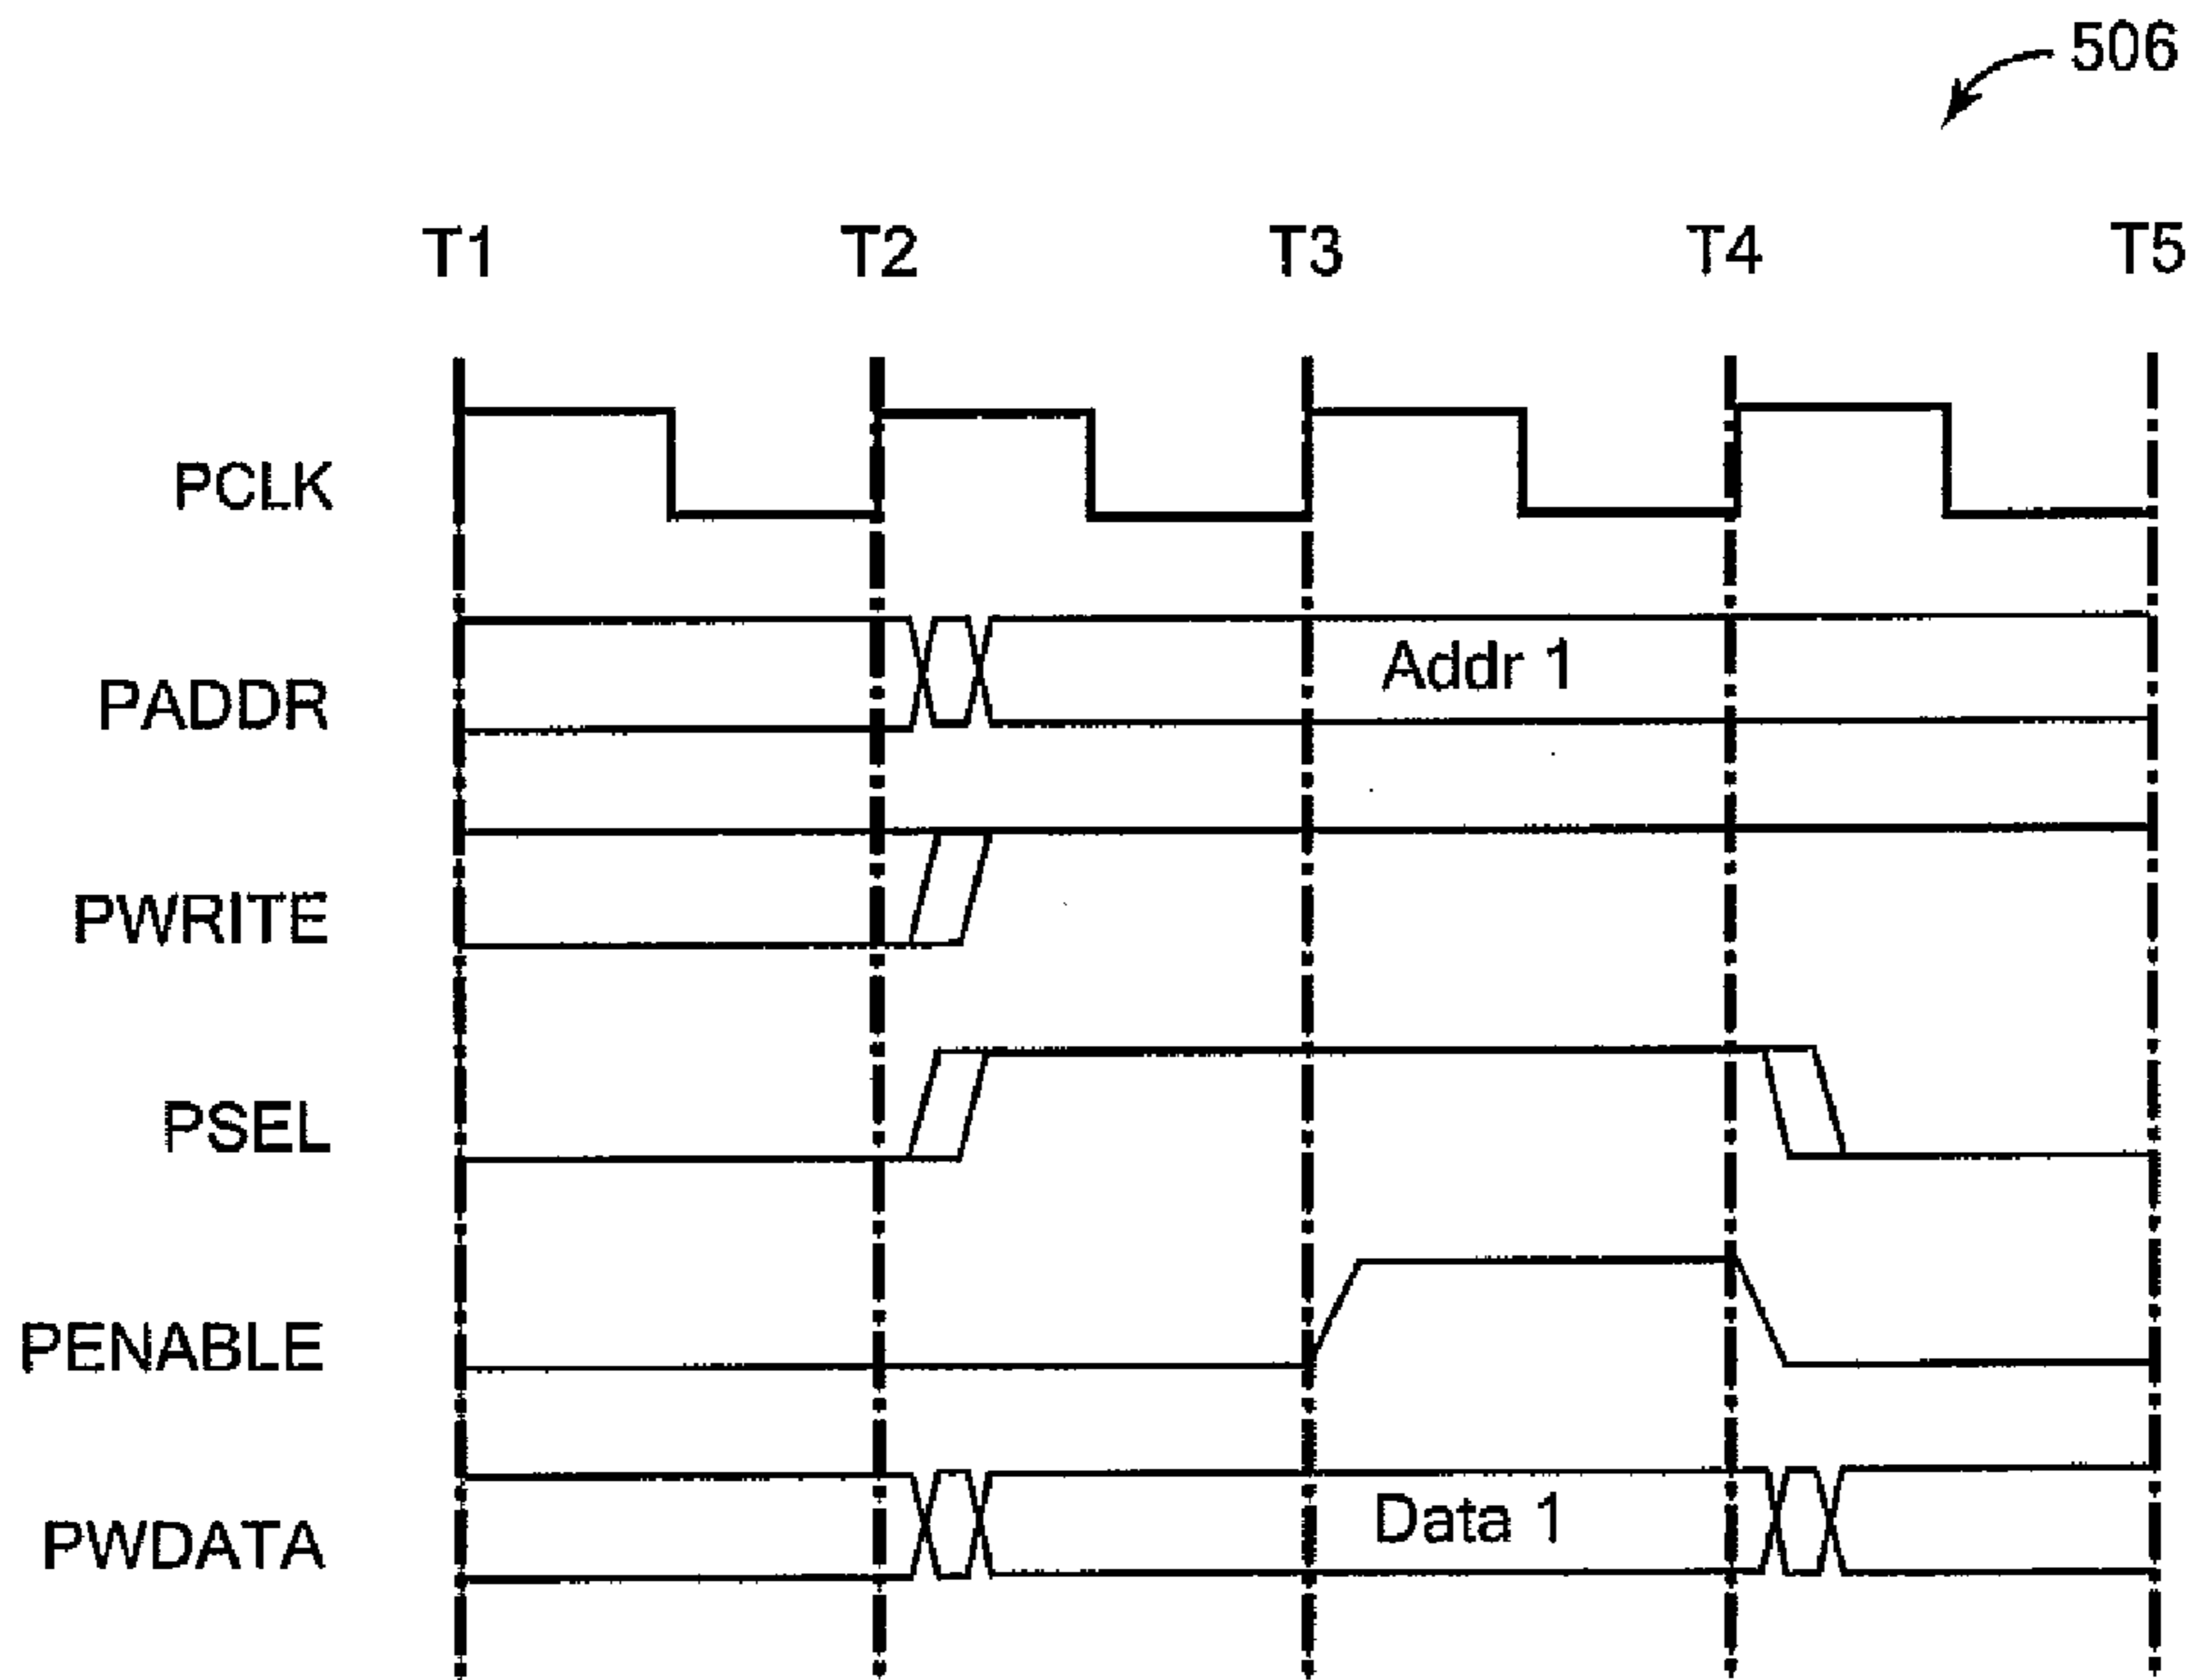 506
T1 T2 T3 T4 T5
PCLK
PADDR Addr 1
PWRITE
PSEL
PENABLE
PWDATA Data 1